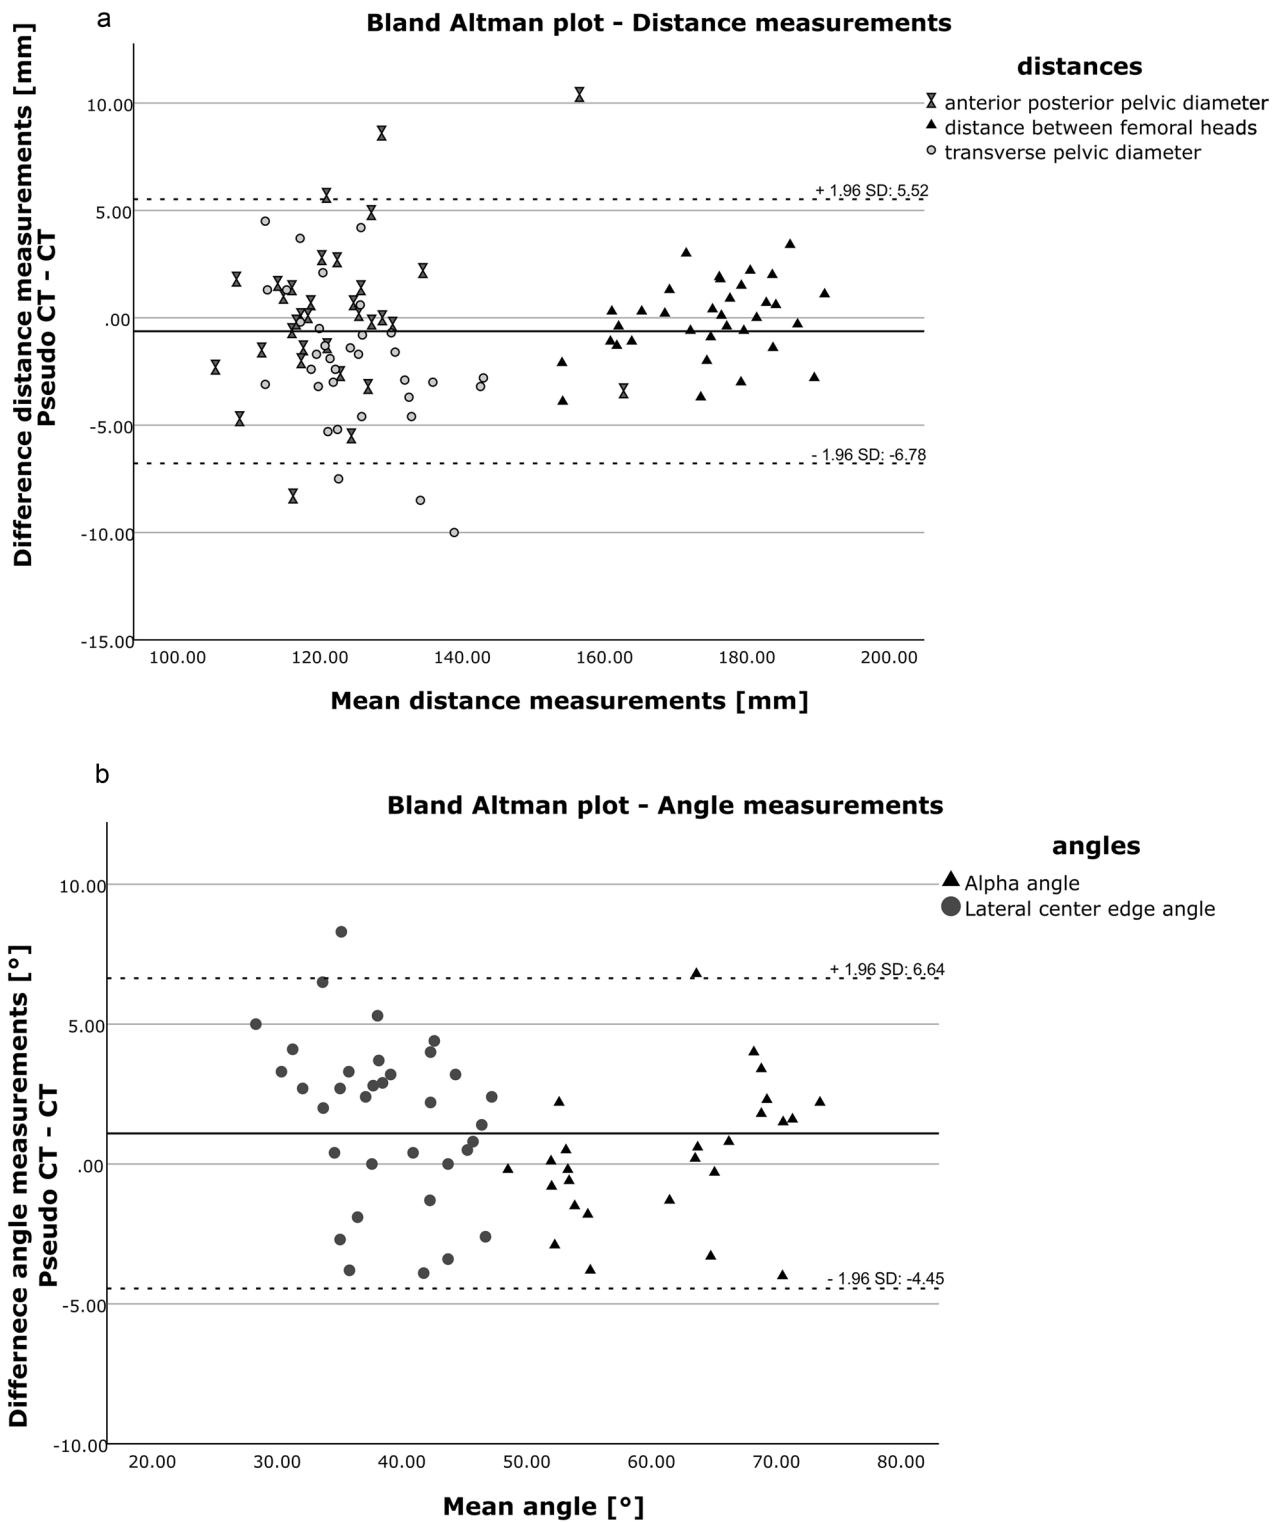 a
Bland Altman plot - Distance measurements
Difference distance measurements [mm]
Pseudo CT - CT
distances
anterior posterior pelvic diameter
distance between femoral heads
transverse pelvic diameter
10.00
+ 1.96 SD: 5.52
5.00
.00
-5.00
- 1.96 SD: -6.78
-10.00
-15.00
100.00 120.00 140.00 160.00 180.00 200.00
Mean distance measurements [mm]
b
Bland Altman plot - Angle measurements
Differnece angle measurements [°]
Pseudo CT - CT
angles
Alpha angle
Lateral center edge angle
10.00
+ 1.96 SD: 6.64
5.00
.00
- 1.96 SD: -4.45
-5.00
-10.00
20.00 30.00 40.00 50.00 60.00 70.00 80.00
Mean angle [°]